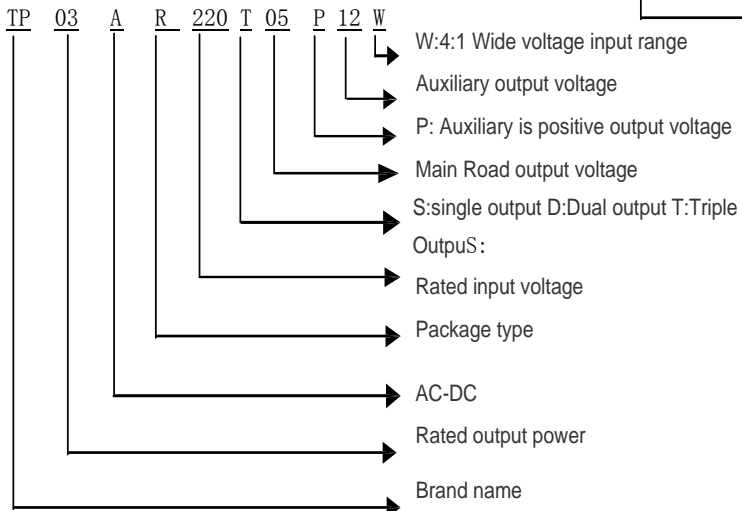 TP 03 A R 220 T 05 P 12 W
W:4:1 Wide voltage input range
Auxiliary output voltage
P: Auxiliary is positive output voltage
Main Road output voltage
S:single output D:Dual output T:Triple
OutpuS:
Rated input voltage
Package type
AC-DC
Rated output power
Brand name